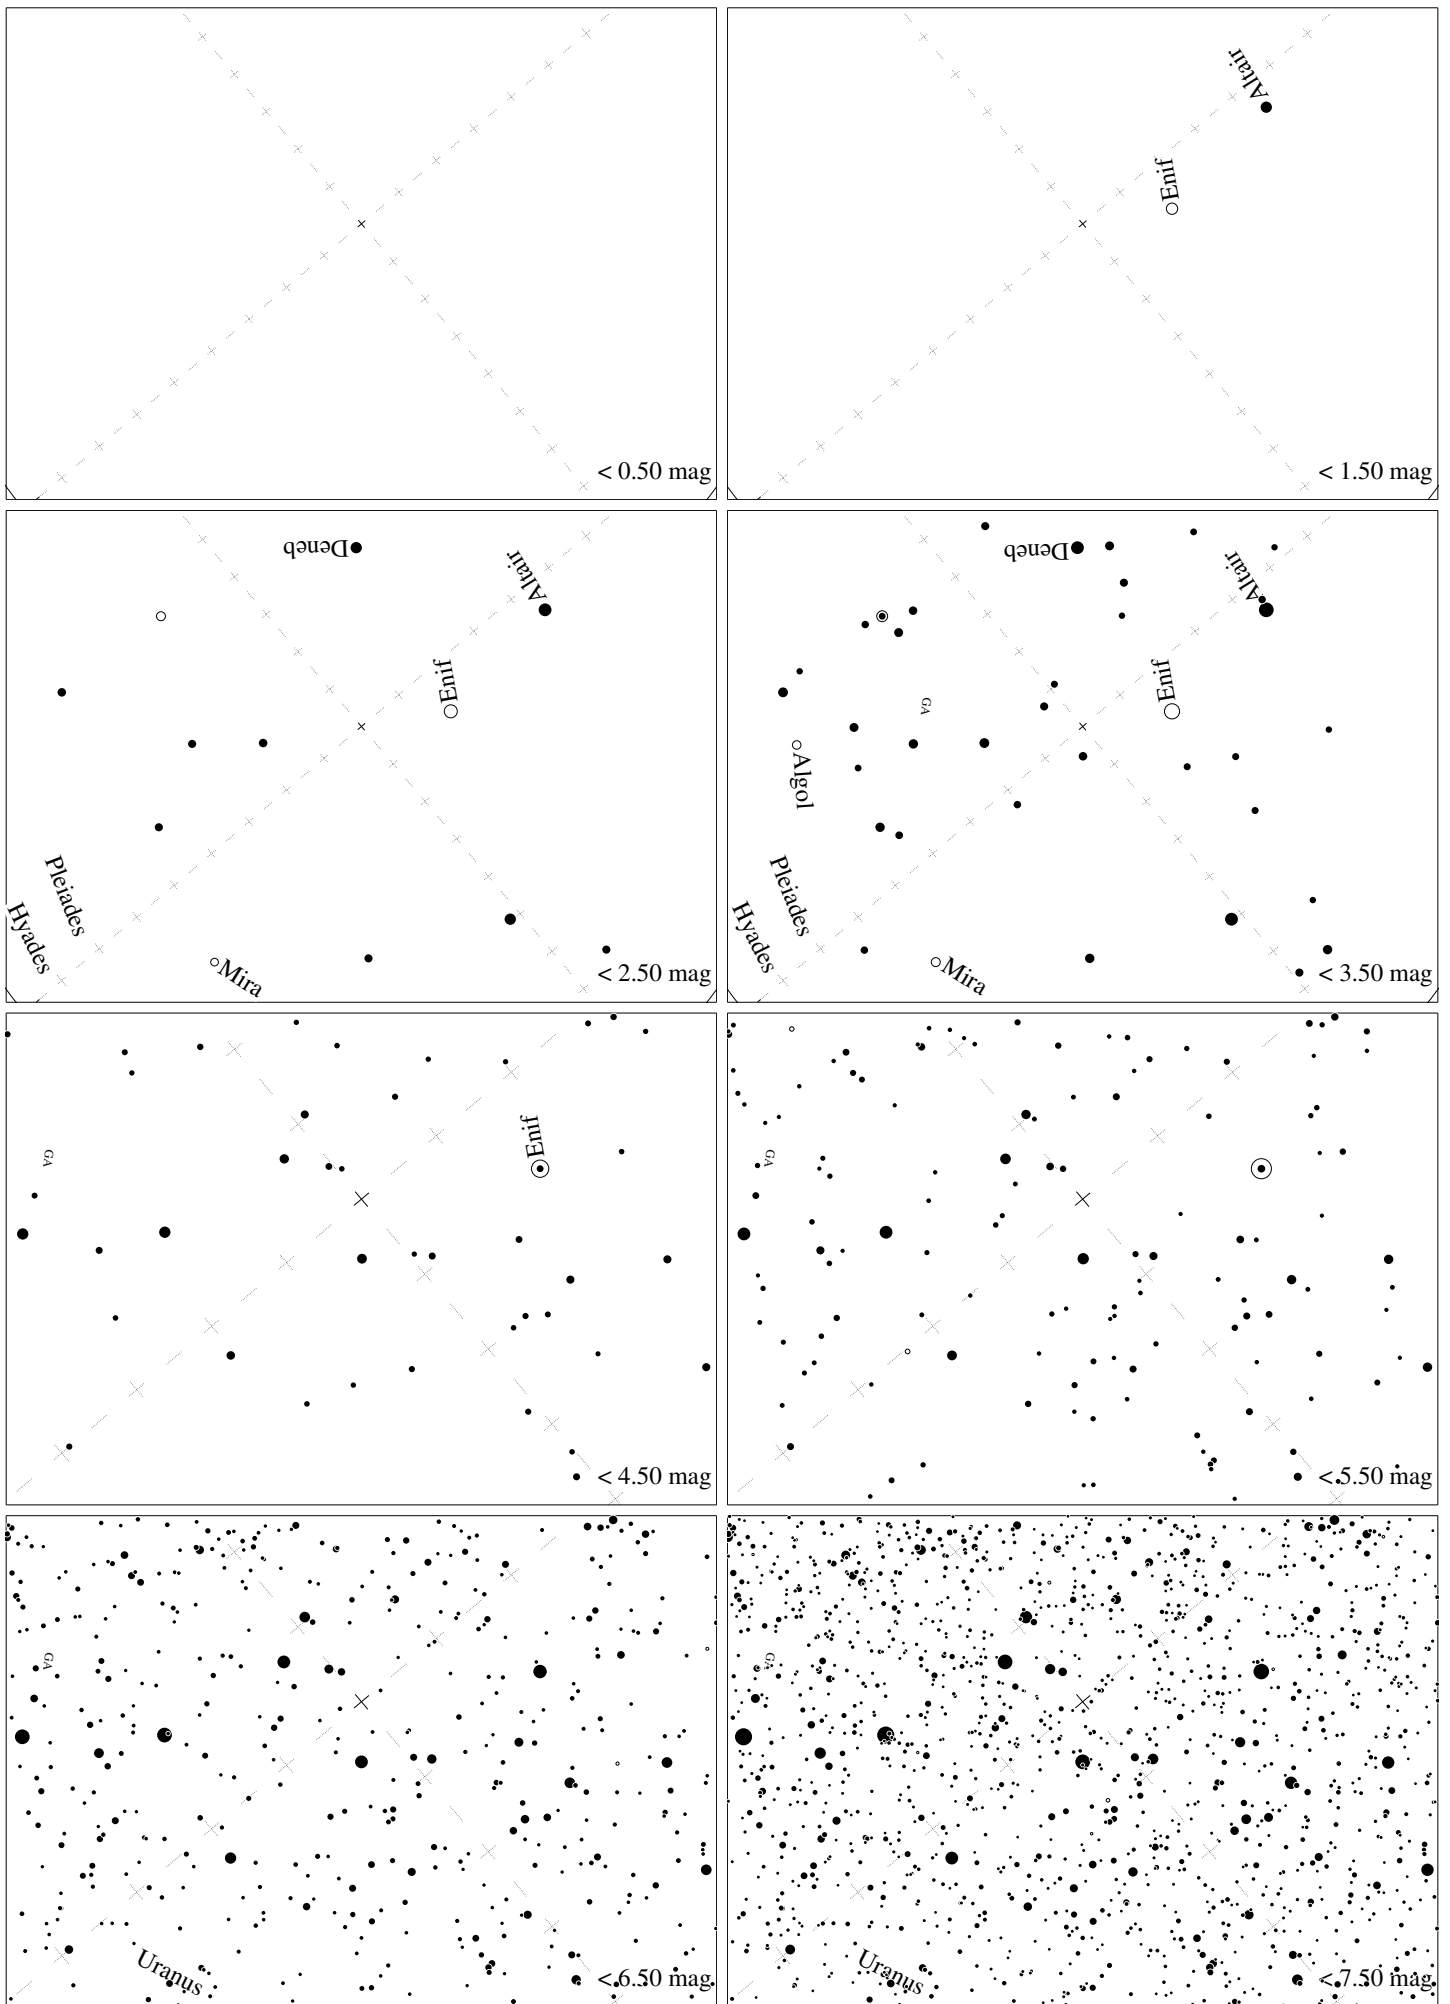 < 0.50 mag
Altair
Enif
< 1.50 mag
Deneb
Altair
Enif
Pleiades
Hyades
Mira
< 2.50 mag
Deneb
Altair
Enif
GA
Algol
Pleiades
Hyades
Mira
< 3.50 mag
Enif
GA
< 4.50 mag
GA
< 5.50 mag
GA
Uranus
< 6.50 mag
GA
Uranus
< 7.50 mag